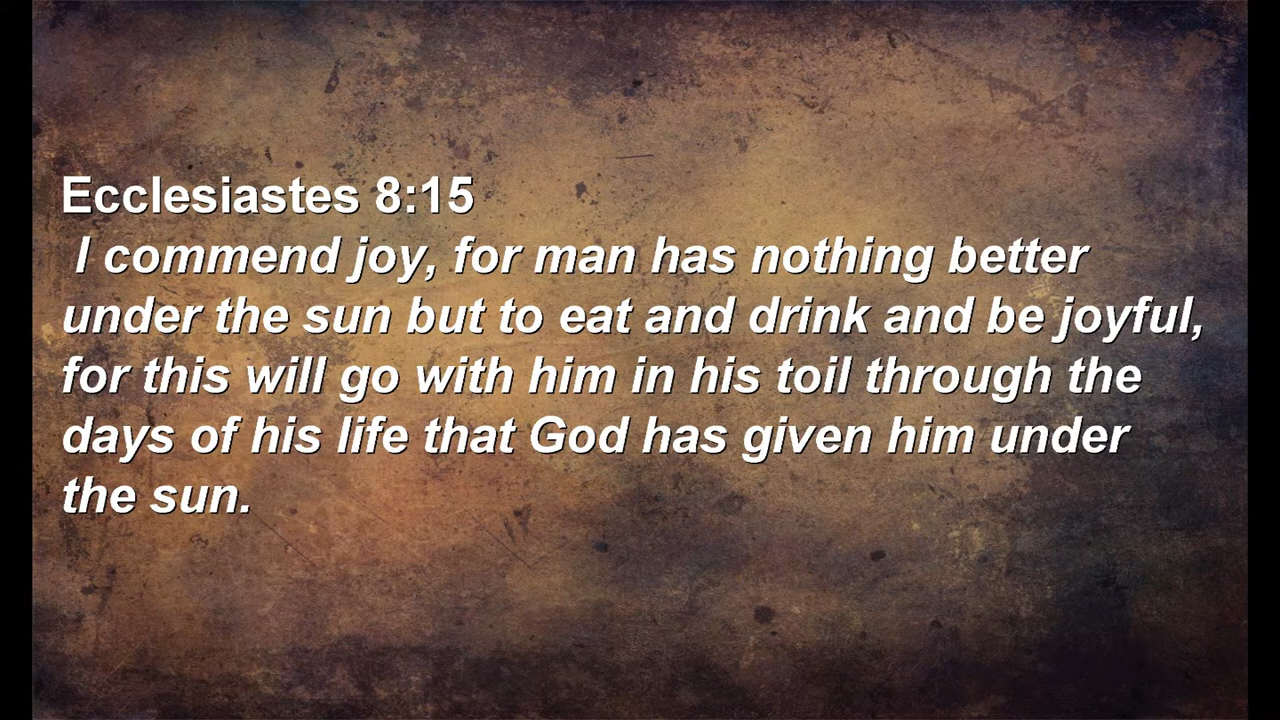 Ecclesiastes 8:15
I commend joy, for man has nothing better
under the sun but to eat and drink and be joyful,
for this will go with him in his toil through the
days of his life that God has given him under
the sun.